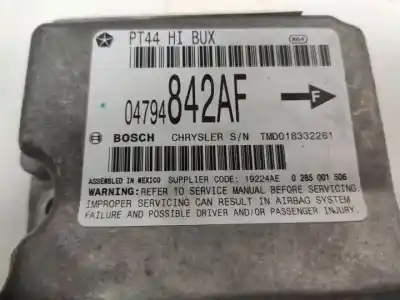 PT44 HI BUX
04794842AF
F
BOSCH CHRYSLER S/N TMD018332261
ASSEMBLED IN MEXICO SUPPLIER CODE: 19224AE 0 285 001 506
WARNING: REFER TO SERVICE MANUAL BEFORE SERVICING.
IMPROPER SERVICING CAN RESULT IN AIRBAG SYSTEM
FAILURE AND POSSIBLE DRIVER AND/OR PASSENGER INJURY.